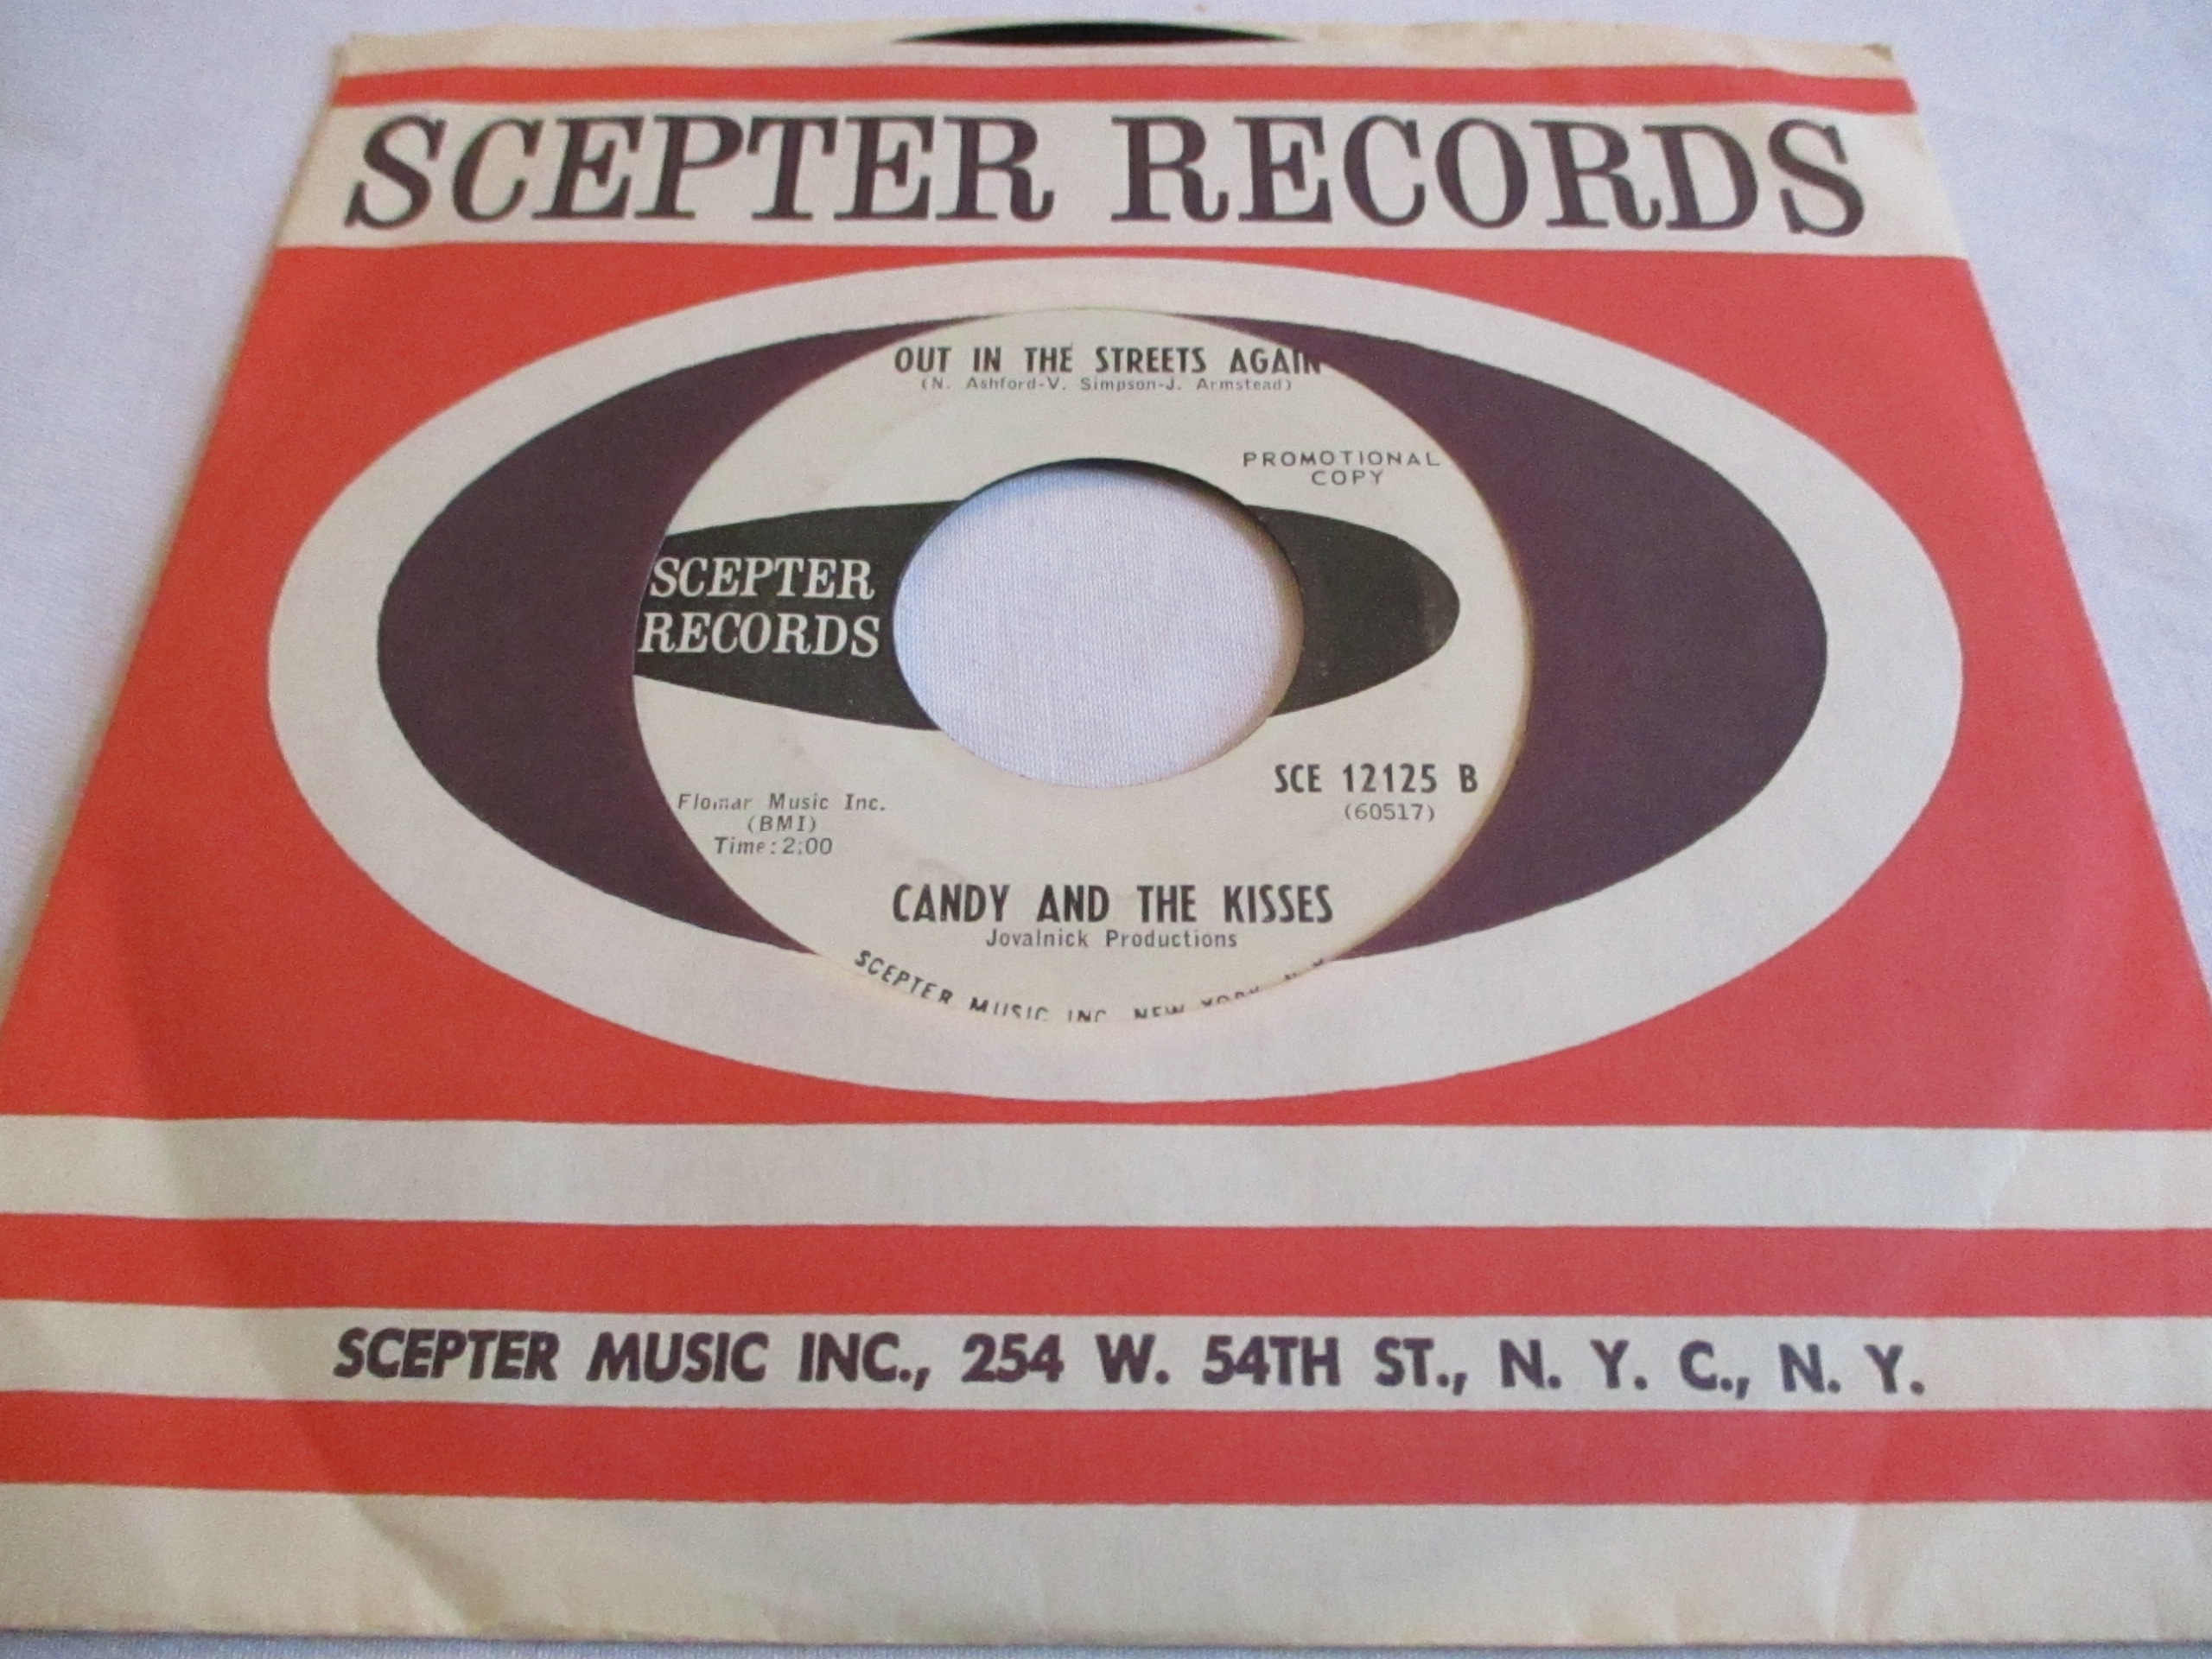 SCEPTER RECORDS
OUT IN THE STREETS AGAIN
(N. Ashford-V. Simpson-J. Armstead)
PROMOTIONAL
COPY
SCEPTER
RECORDS
SCE 12125 B
(60517)
Flomar Music Inc.
(BMI)
Time:2:00
CANDY AND THE KISSES
Jovalnick Productions
SCEPTER MUSIC INC. NEW YORK, N.Y.
SCEPTER MUSIC INC., 254 W. 54TH ST., N. Y. C., N. Y.